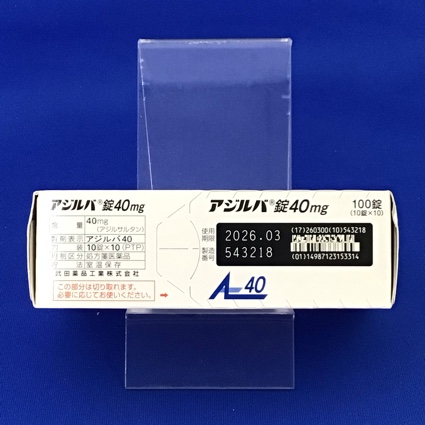 アジルバ®錠40mg
含量 40mg
(アジルサルタン)
識別表示 アジルバ40
包装 10錠×10(PTP)
規制区分 処方箋医薬品
貯法 室温保存
武田薬品工業株式会社
この部分は切り取れます。
必要に応じてお使いください。→
アジルバ®錠40mg
100錠
(10錠×10)
使用期限 2026.03
製造番号 543218
(17)260300(10)543218
(01)14987123153314
40